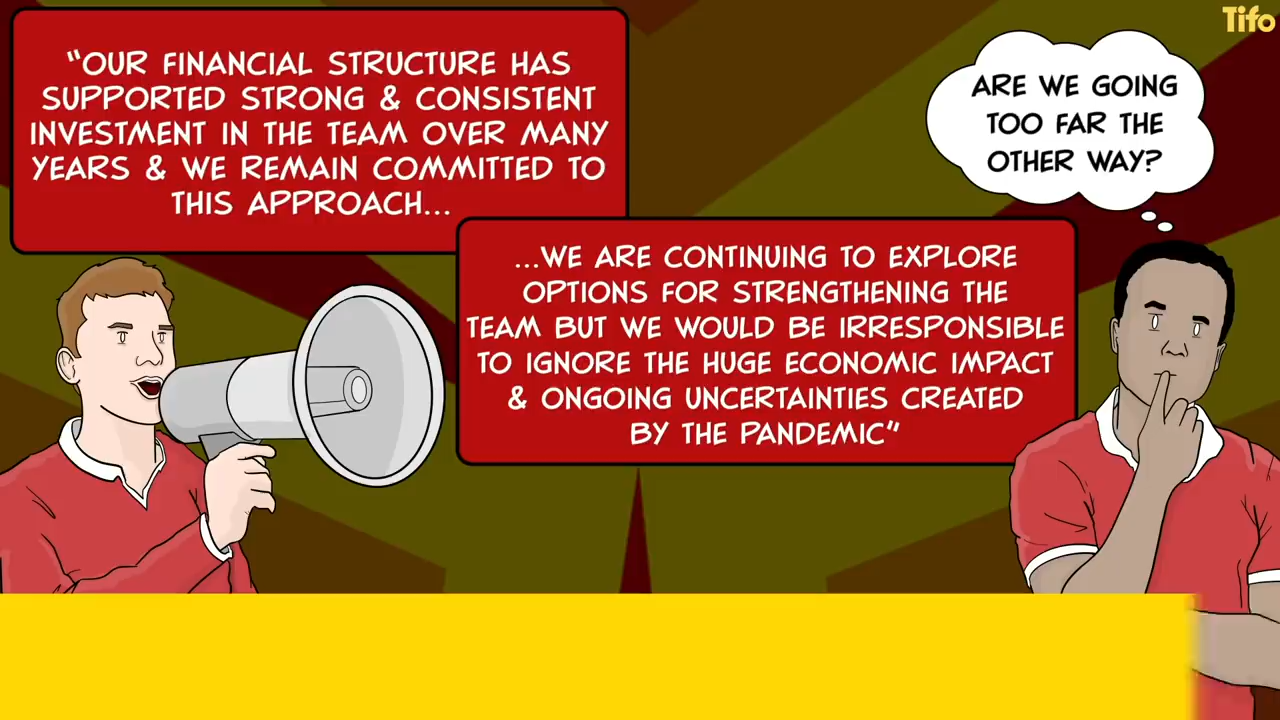 Tifo
“OUR FINANCIAL STRUCTURE HAS
SUPPORTED STRONG & CONSISTENT
INVESTMENT IN THE TEAM OVER MANY
YEARS & WE REMAIN COMMITTED TO
THIS APPROACH...
ARE WE GOING
TOO FAR THE
OTHER WAY?
...WE ARE CONTINUING TO EXPLORE
OPTIONS FOR STRENGTHENING THE
TEAM BUT WE WOULD BE IRRESPONSIBLE
TO IGNORE THE HUGE ECONOMIC IMPACT
& ONGOING UNCERTAINTIES CREATED
BY THE PANDEMIC”